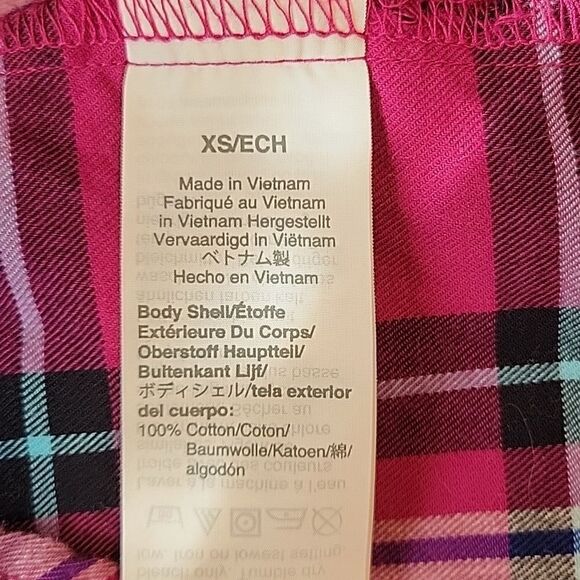 XS/ECH
Made in Vietnam
Fabriqué au Vietnam
in Vietnam Hergestellt
Vervaardigd in Viëtnam
ベトナム製
Hecho en Vietnam
Body Shell/Étoffe
Extérieure Du Corps/
Oberstoff Hauptteil/
Buitenkant Lijf/
ボディシェル/tela exterior
del cuerpo:
100% Cotton/Coton/
Baumwolle/Katoen/綿/
algodón